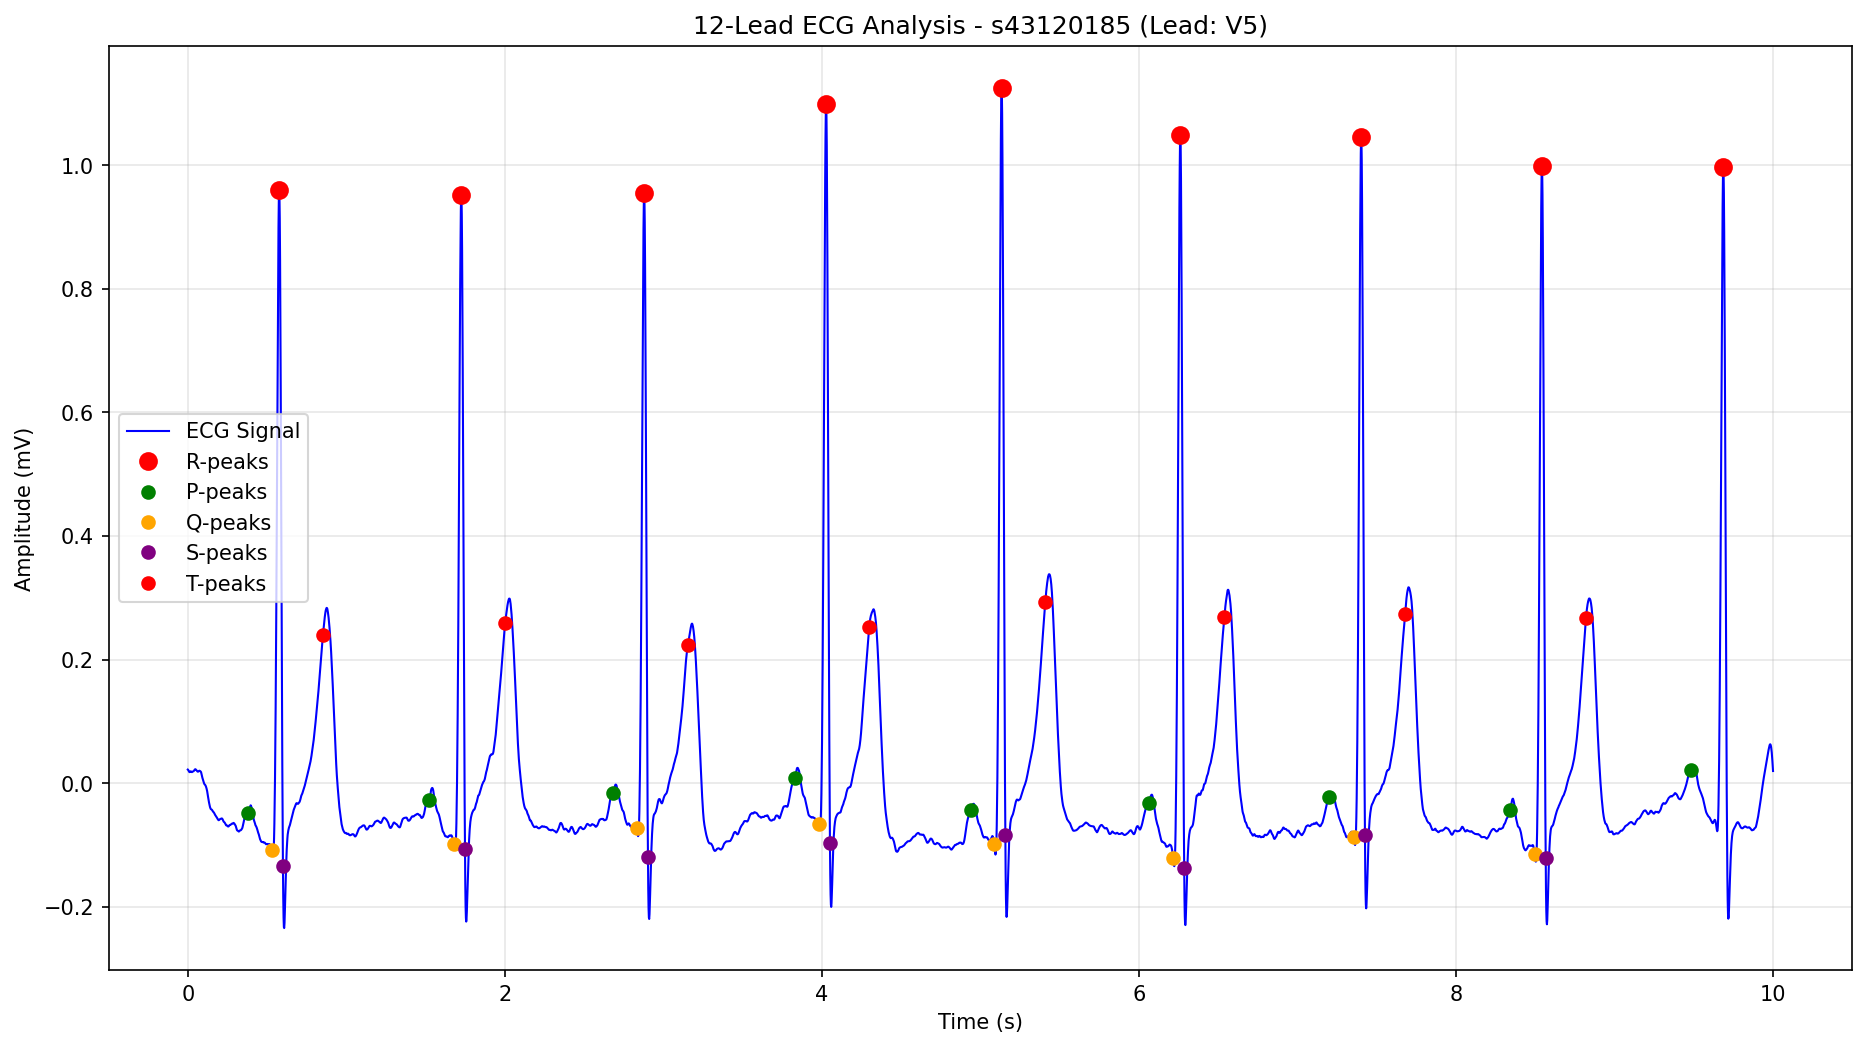 12-Lead ECG Analysis - s43120185 (Lead: V5)
Amplitude (mV)
1.0
0.8
0.6
0.4
0.2
0.0
−0.2
ECG Signal
R-peaks
P-peaks
Q-peaks
S-peaks
T-peaks
0 2 4 6 8 10
Time (s)